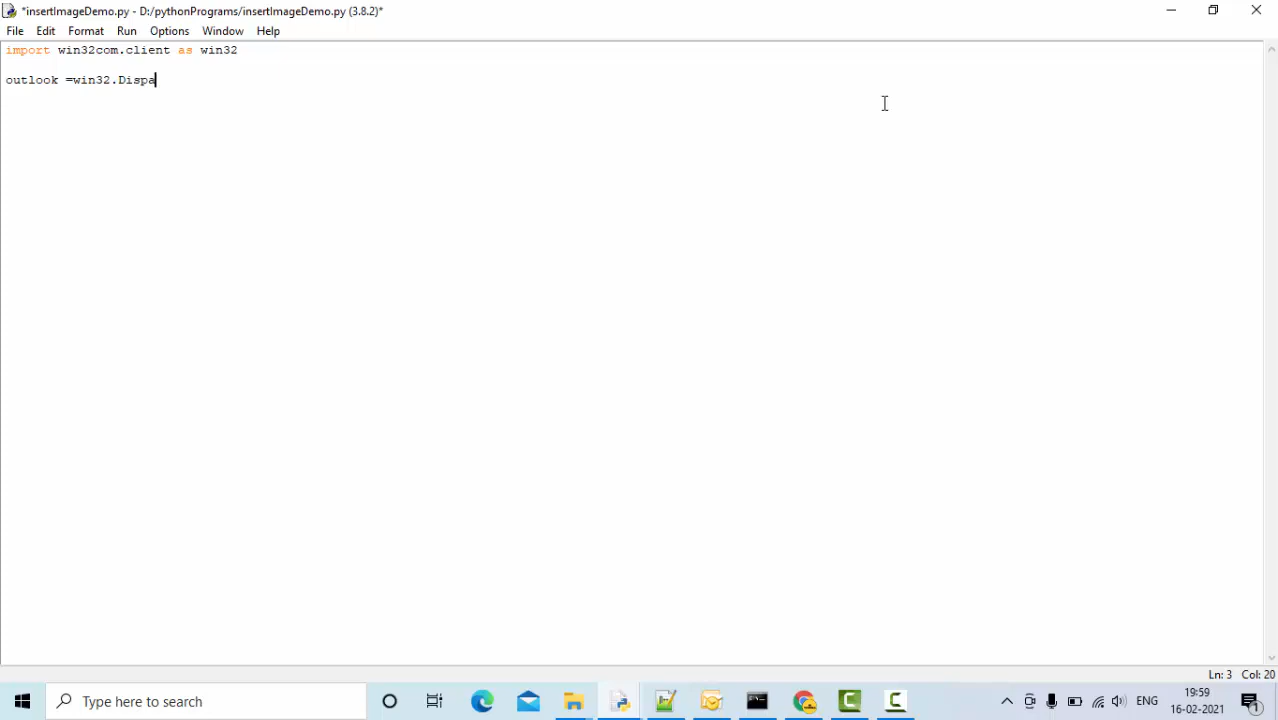 *insertImageDemo.py - D:/pythonPrograms/insertImageDemo.py (3.8.2)*
File Edit Format Run Options Window Help
import win32com.client as win32
outlook =win32.Dispa
Ln: 3 Col: 20
Type here to search
ENG
19:59
16-02-2021
1